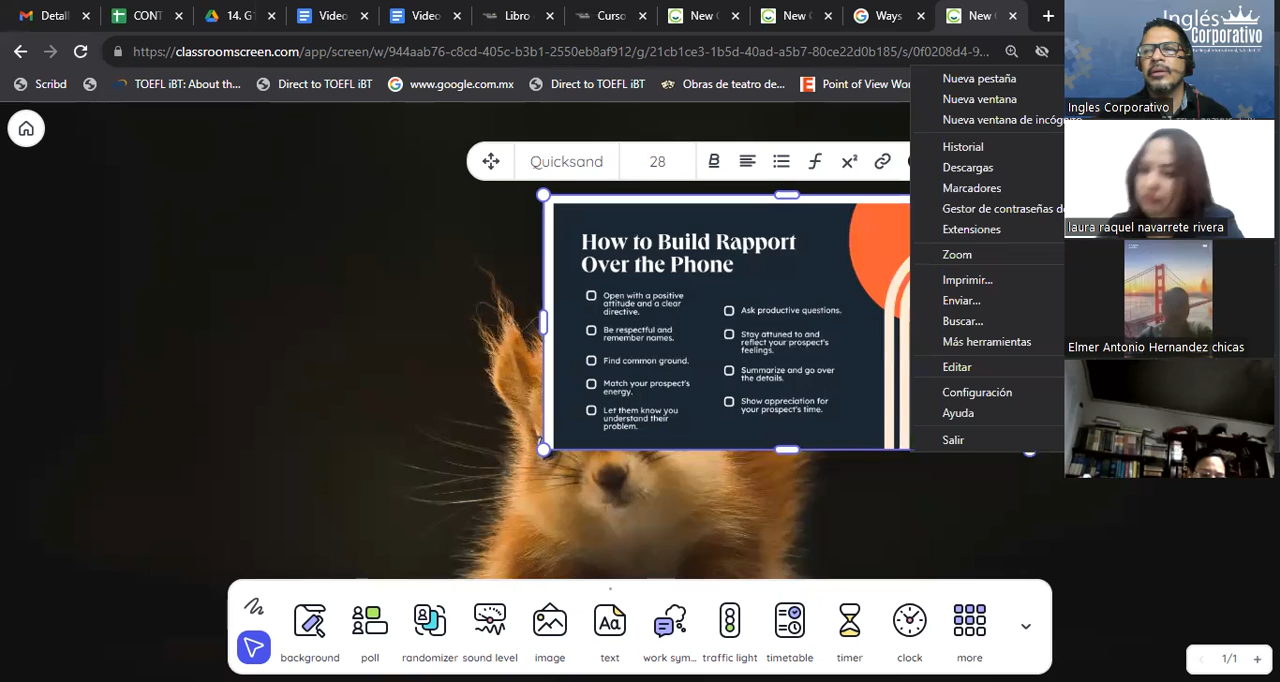 Detall
CONT
14. G
Video
Video
Libro
Curso
New
New
Ways
New
https://classroomscreen.com/app/screen/w/944aab76-c8cd-405c-b3b1-2550eb8af912/g/21cb1ce3-1b5d-40ad-a5b7-80ce22d0b185/s/0f0208d4-9...
Scribd
TOEFL iBT: About th...
Direct to TOEFL iBT
www.google.com.mx
Direct to TOEFL iBT
Obras de teatro de...
Point of View Wo
Nueva pestaña
Nueva ventana
Nueva ventana de incógnito
Historial
Descargas
Marcadores
Gestor de contraseñas d
Extensiones
Zoom
Imprimir...
Enviar...
Buscar...
Más herramientas
Editar
Configuración
Ayuda
Salir
Quicksand
28
How to Build Rapport
Over the Phone
Open with a positive
attitude and a clear
directive.
Be respectful and
remember names.
Find common ground.
Match your prospect's
energy.
Let them know you
understand their
problem.
Ask productive questions.
Stay attuned to and
reflect your prospect's
feelings.
Summarize and go over
the details.
Show appreciation for
your prospect's time.
Inglés
Corporativo
Ingles Corporativo
laura raquel navarrete rivera
Elmer Antonio Hernandez chicas
background
poll
randomizer
sound level
image
Aa
text
work sym...
traffic light
timetable
timer
clock
more
1/1